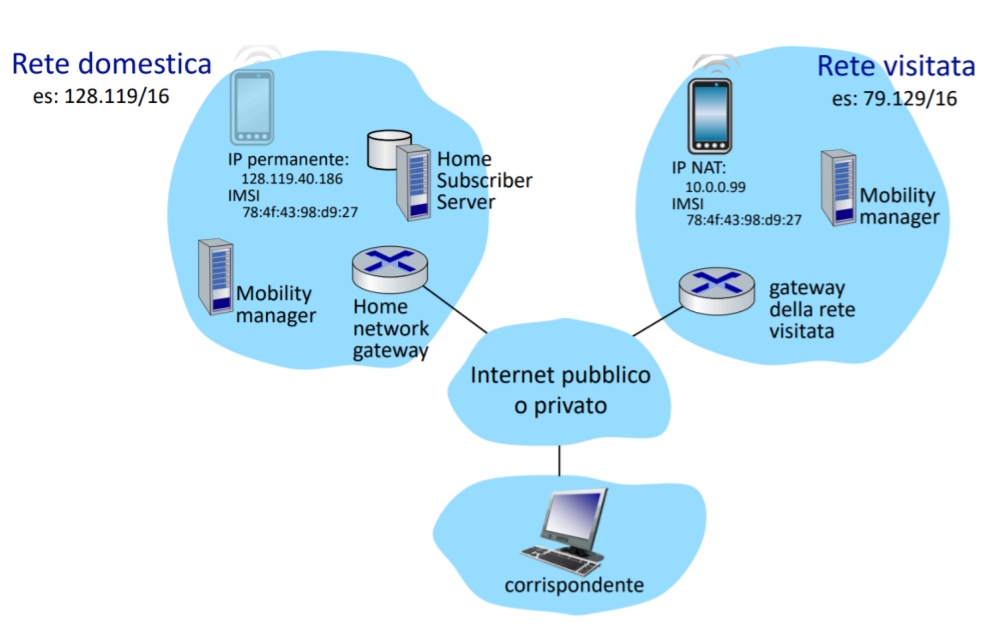 Rete domestica
es: 128.119/16
IP permanente:
128.119.40.186
IMSI
78:4f:43:98:d9:27
Home
Subscriber
Server
Mobility
manager
Home
network
gateway
Rete visitata
es: 79.129/16
IP NAT:
10.0.0.99
IMSI
78:4f:43:98:d9:27
Mobility
manager
gateway
della rete
visitata
Internet pubblico
o privato
corrispondente